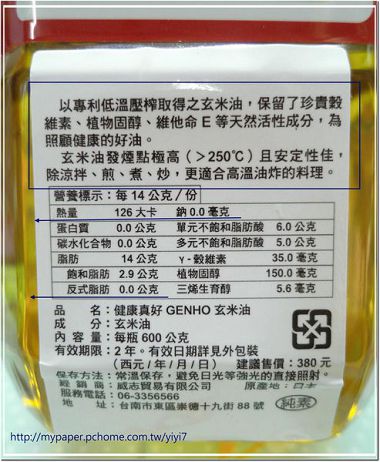 以專利低溫壓榨取得之玄米油，保留了珍貴穀
維素、植物固醇、維他命 E 等天然活性成分，為
照顧健康的好油。
玄米油發煙點極高（＞250℃）且安定性佳，
除涼拌、煎、煮、炒，更適合高溫油炸的料理。
營養標示：每 14 公克／份
熱量 126 大卡 鈉 0.0 毫克
蛋白質 0.0 公克 單元不飽和脂肪酸 6.0 公克
碳水化合物 0.0 公克 多元不飽和脂肪酸 5.0 公克
脂肪 14 公克 γ-穀維素 35.0 毫克
飽和脂肪 2.9 公克 植物固醇 150.0 毫克
反式脂肪 0.0 公克 三烯生育醇 5.6 毫克
品 名：健康真好 GENHO 玄米油
成 分：玄米油
內 容 量：每瓶 600 公克
有效期限：2 年。有效日期詳見外包裝
（西元／年／月／日） 建議售價：380 元
保存方法：常溫保存，避免日光等強光的直接照射。
經 銷 商：威志貿易有限公司 原產地：日本
服務電話：06-3356566
地 址：台南市東區崇德十九街 88 號
純素
http://mypaper.pchome.com.tw/yiyi7